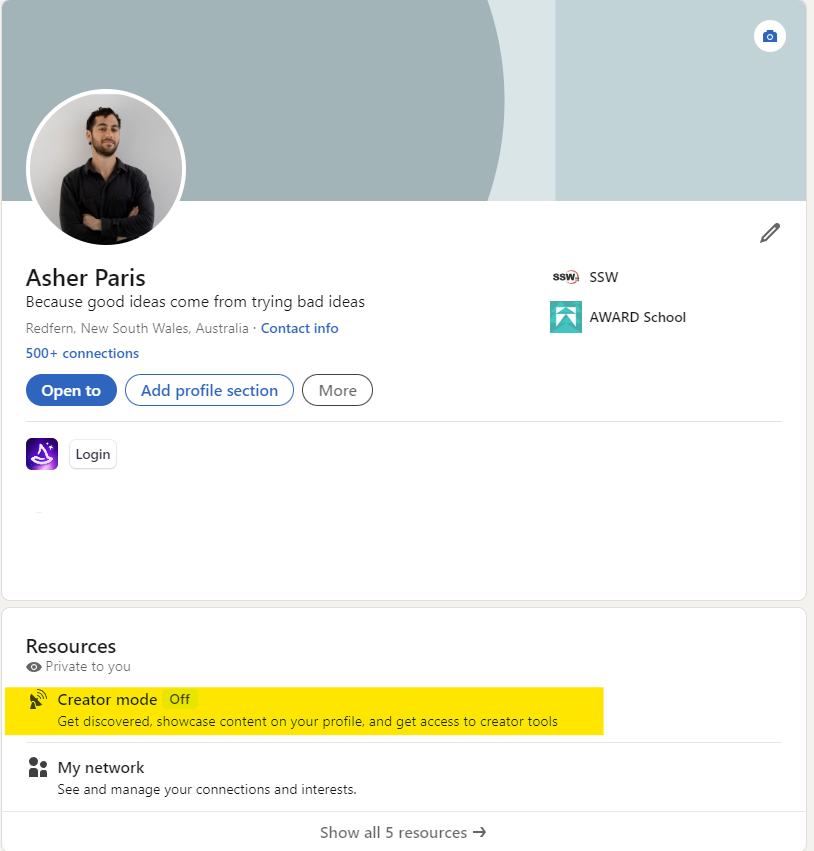 Asher Paris
Because good ideas come from trying bad ideas
Redfern, New South Wales, Australia · Contact info
500+ connections
ssw
SSW
AWARD School
Open to
Add profile section
More
Login
Resources
Private to you
Creator mode Off
Get discovered, showcase content on your profile, and get access to creator tools
My network
See and manage your connections and interests.
Show all 5 resources →